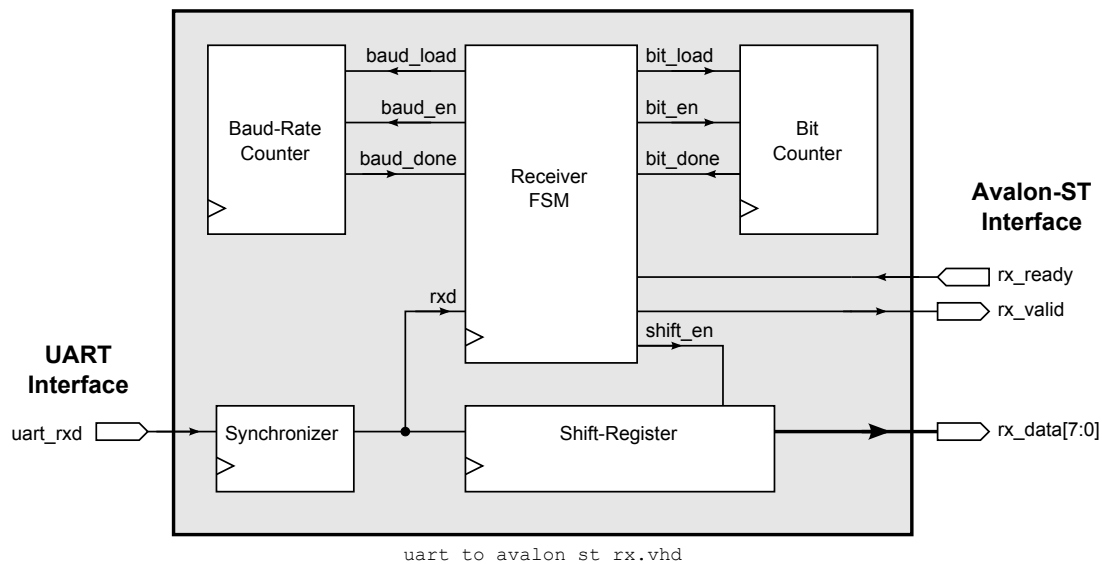 baud_load
bit_load
baud_en
bit_en
Baud-Rate
Counter
Bit
Counter
baud_done
bit_done
Receiver
FSM
Avalon-ST
Interface
rx_ready
rxd
rx_valid
shift_en
UART
Interface
uart_rxd
Synchronizer
Shift-Register
rx_data[7:0]
uart to avalon st rx.vhd